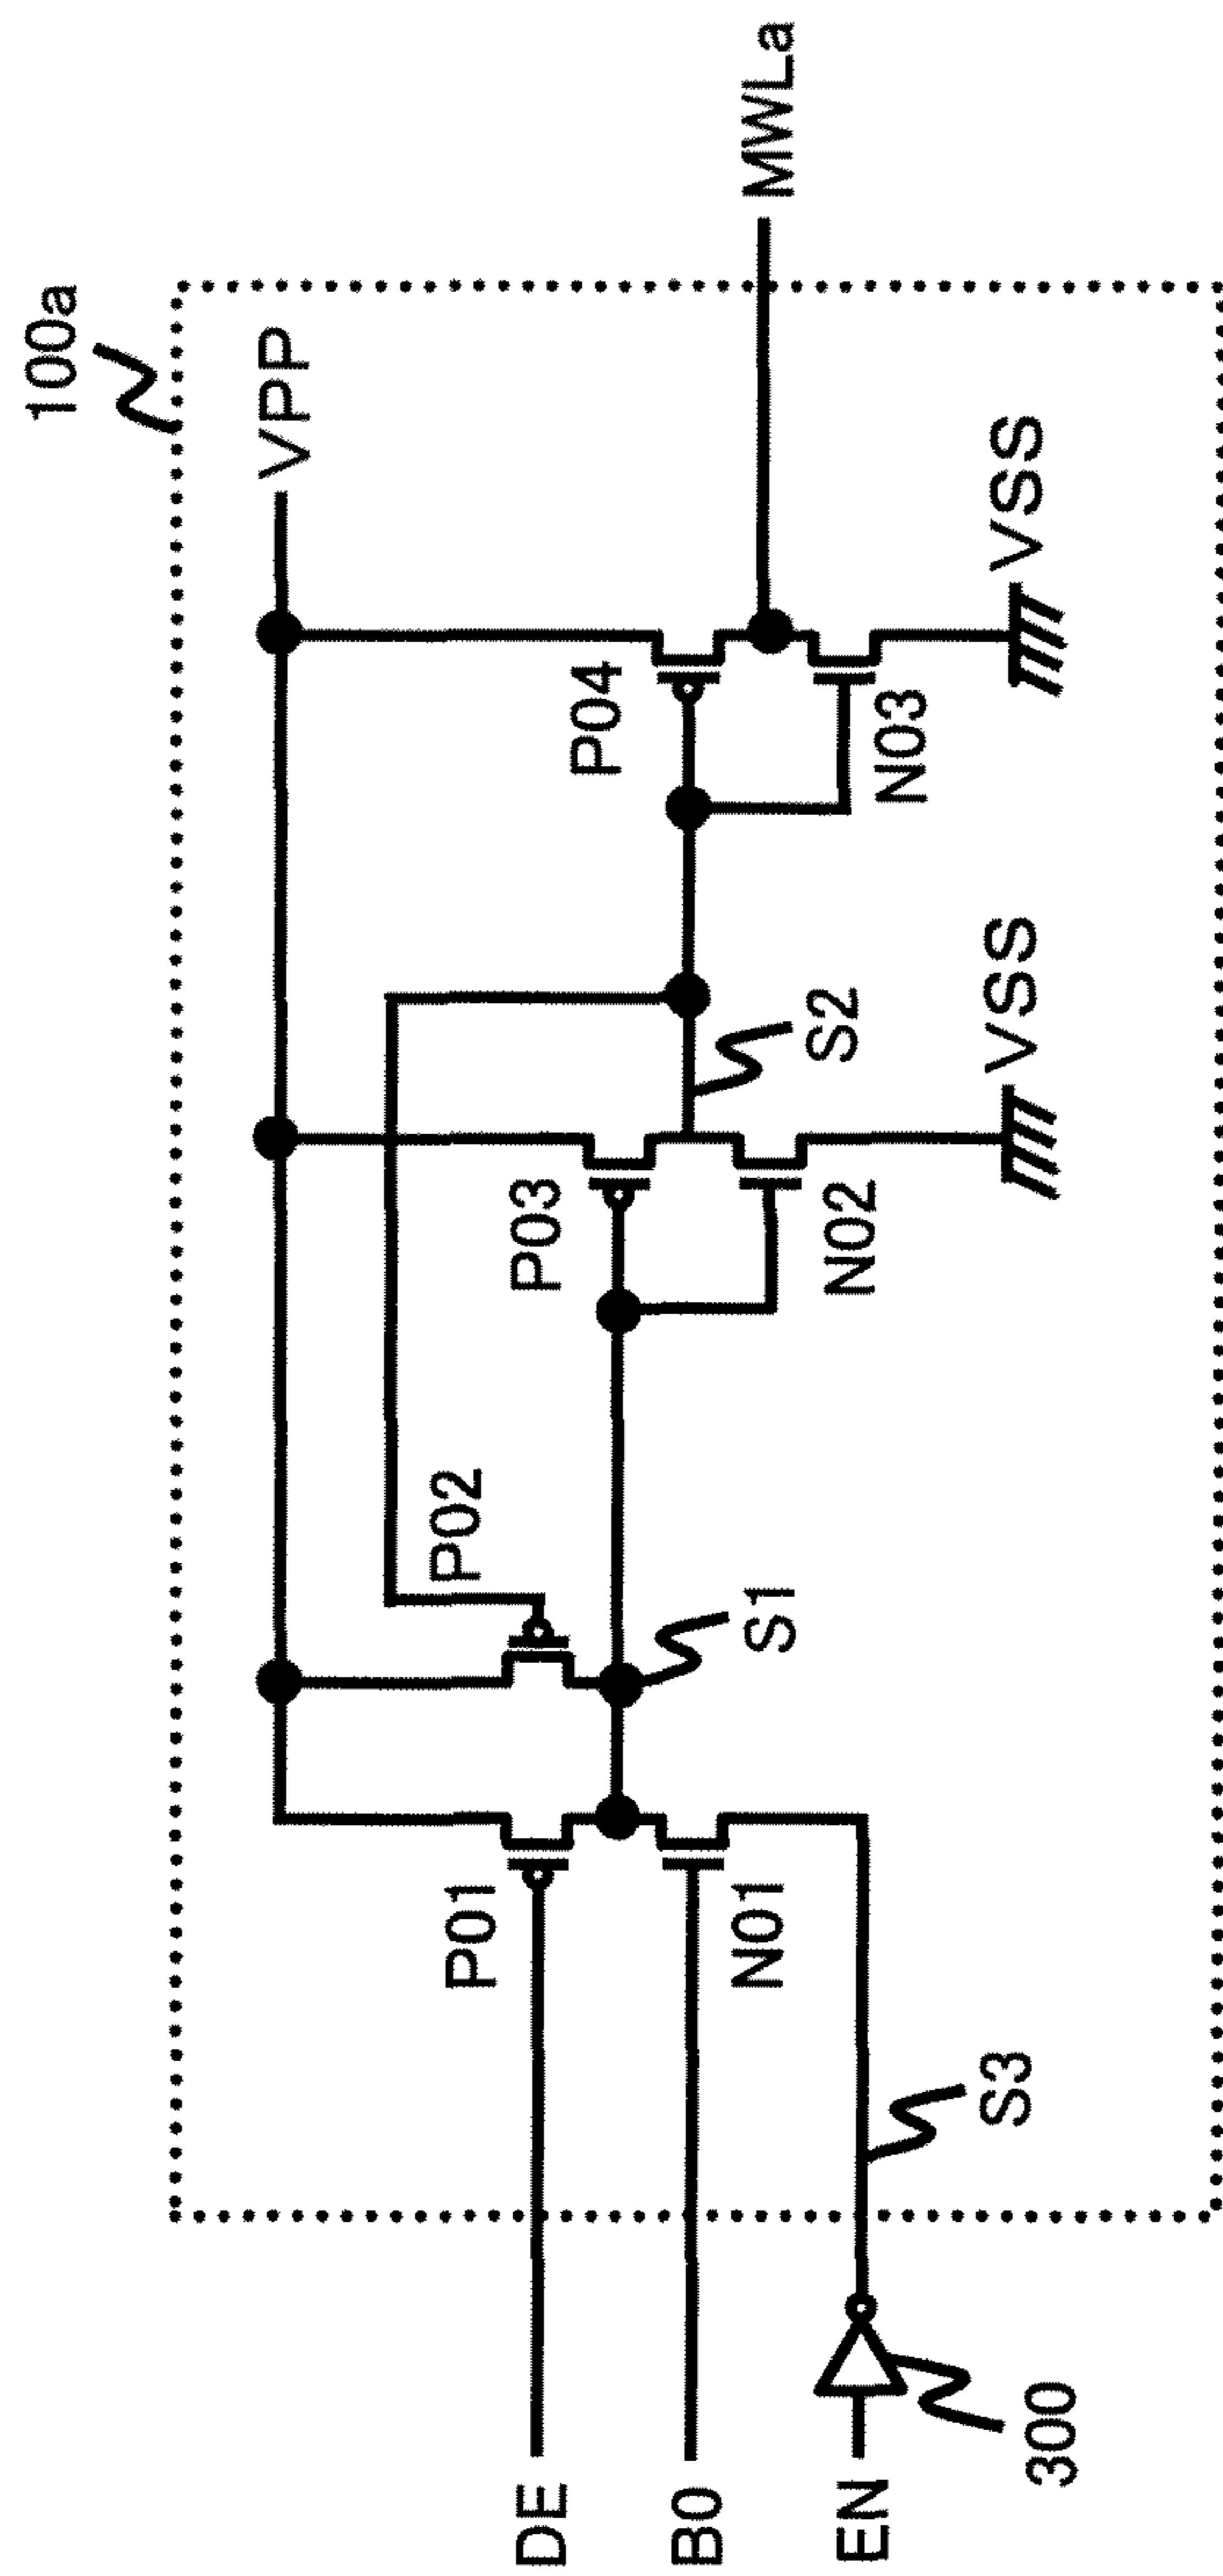 100a
VPP
MWLa
P04
N03
VSS
P03
N02
S2
VSS
P02
S1
P01
N01
S3
DE
B0
EN
300